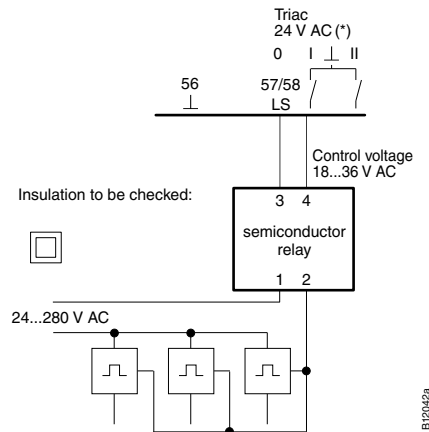 Triac
24 V AC (*)
0 I II
56 57/58
LS
Control voltage
18...36 V AC
Insulation to be checked:
3 4
semiconductor
relay
1 2
24...280 V AC
B12042a